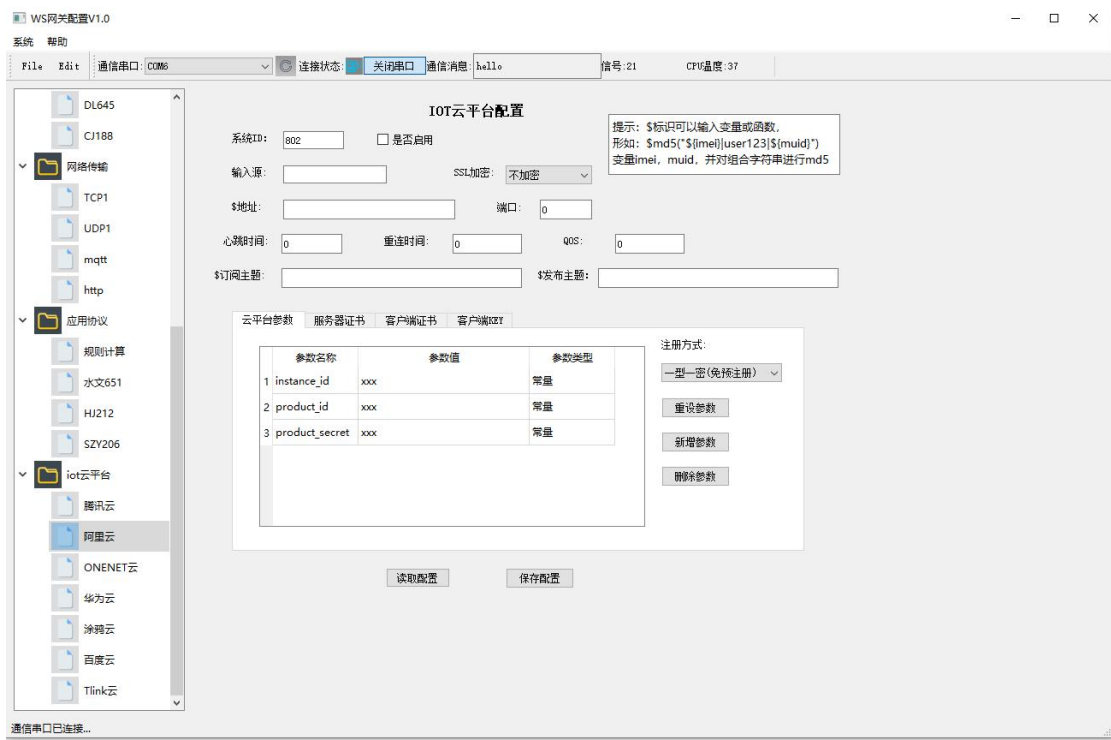 WS网关配置V1.0
系统 帮助
File Edit 通信串口: COM6 连接状态: 关闭串口 通信消息: hello 信号:21 CPU温度:37
DL645
CJ188
网络传输
TCP1
UDP1
mqtt
http
应用协议
规则计算
水文651
HJ212
SZY206
iot云平台
腾讯云
阿里云
ONENET云
华为云
涂鸦云
百度云
Tlink云
IOT云平台配置
系统ID: 802 是否启用
提示: $标识可以输入变量或函数,
形如: $md5("${imei}|user123|${muid}")
变量imei, muid, 并对组合字符串进行md5
输入源: SSL加密: 不加密
$地址: 端口: 0
心跳时间: 0 重连时间: 0 QOS: 0
$订阅主题: $发布主题:
云平台参数 服务器证书 客户端证书 客户端KEY
参数名称 参数值 参数类型
1 instance_id xxx 常量
2 product_id xxx 常量
3 product_secret xxx 常量
注册方式:
一型一密(免预注册)
重设参数
新增参数
删除参数
读取配置 保存配置
通信串口已连接...